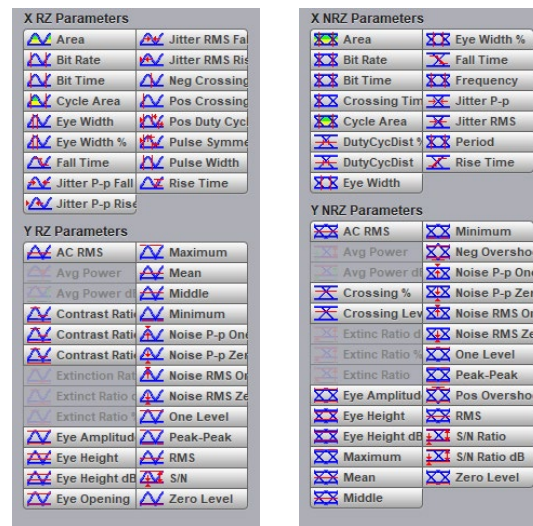 X RZ Parameters
Area
Jitter RMS Fal
Bit Rate
Jitter RMS Ris
Bit Time
Neg Crossing
Cycle Area
Pos Crossing
Eye Width
Pos Duty Cycl
Eye Width %
Pulse Symme
Fall Time
Pulse Width
Jitter P-p Fall
Rise Time
Jitter P-p Rise
Y RZ Parameters
AC RMS
Maximum
Avg Power
Mean
Avg Power dB
Middle
Contrast Ratio
Minimum
Contrast Ratio
Noise P-p One
Contrast Ratio
Noise P-p Zer
Extinction Rat
Noise RMS On
Extinct Ratio d
Noise RMS Ze
Extinct Ratio %
One Level
Eye Amplitud
Peak-Peak
Eye Height
RMS
Eye Height dB
S/N
Eye Opening
Zero Level
X NRZ Parameters
Area
Eye Width %
Bit Rate
Fall Time
Bit Time
Frequency
Crossing Tim
Jitter P-p
Cycle Area
Jitter RMS
DutyCycDist %
Period
DutyCycDist
Rise Time
Eye Width
Y NRZ Parameters
AC RMS
Minimum
Avg Power
Neg Oversho
Avg Power dB
Noise P-p One
Crossing %
Noise P-p Zer
Crossing Lev
Noise RMS On
Extinc Ratio d
Noise RMS Ze
Extinc Ratio %
One Level
Extinc Ratio
Peak-Peak
Eye Amplitud
Pos Oversho
Eye Height
RMS
Eye Height dB
S/N Ratio
Maximum
S/N Ratio dB
Mean
Zero Level
Middle